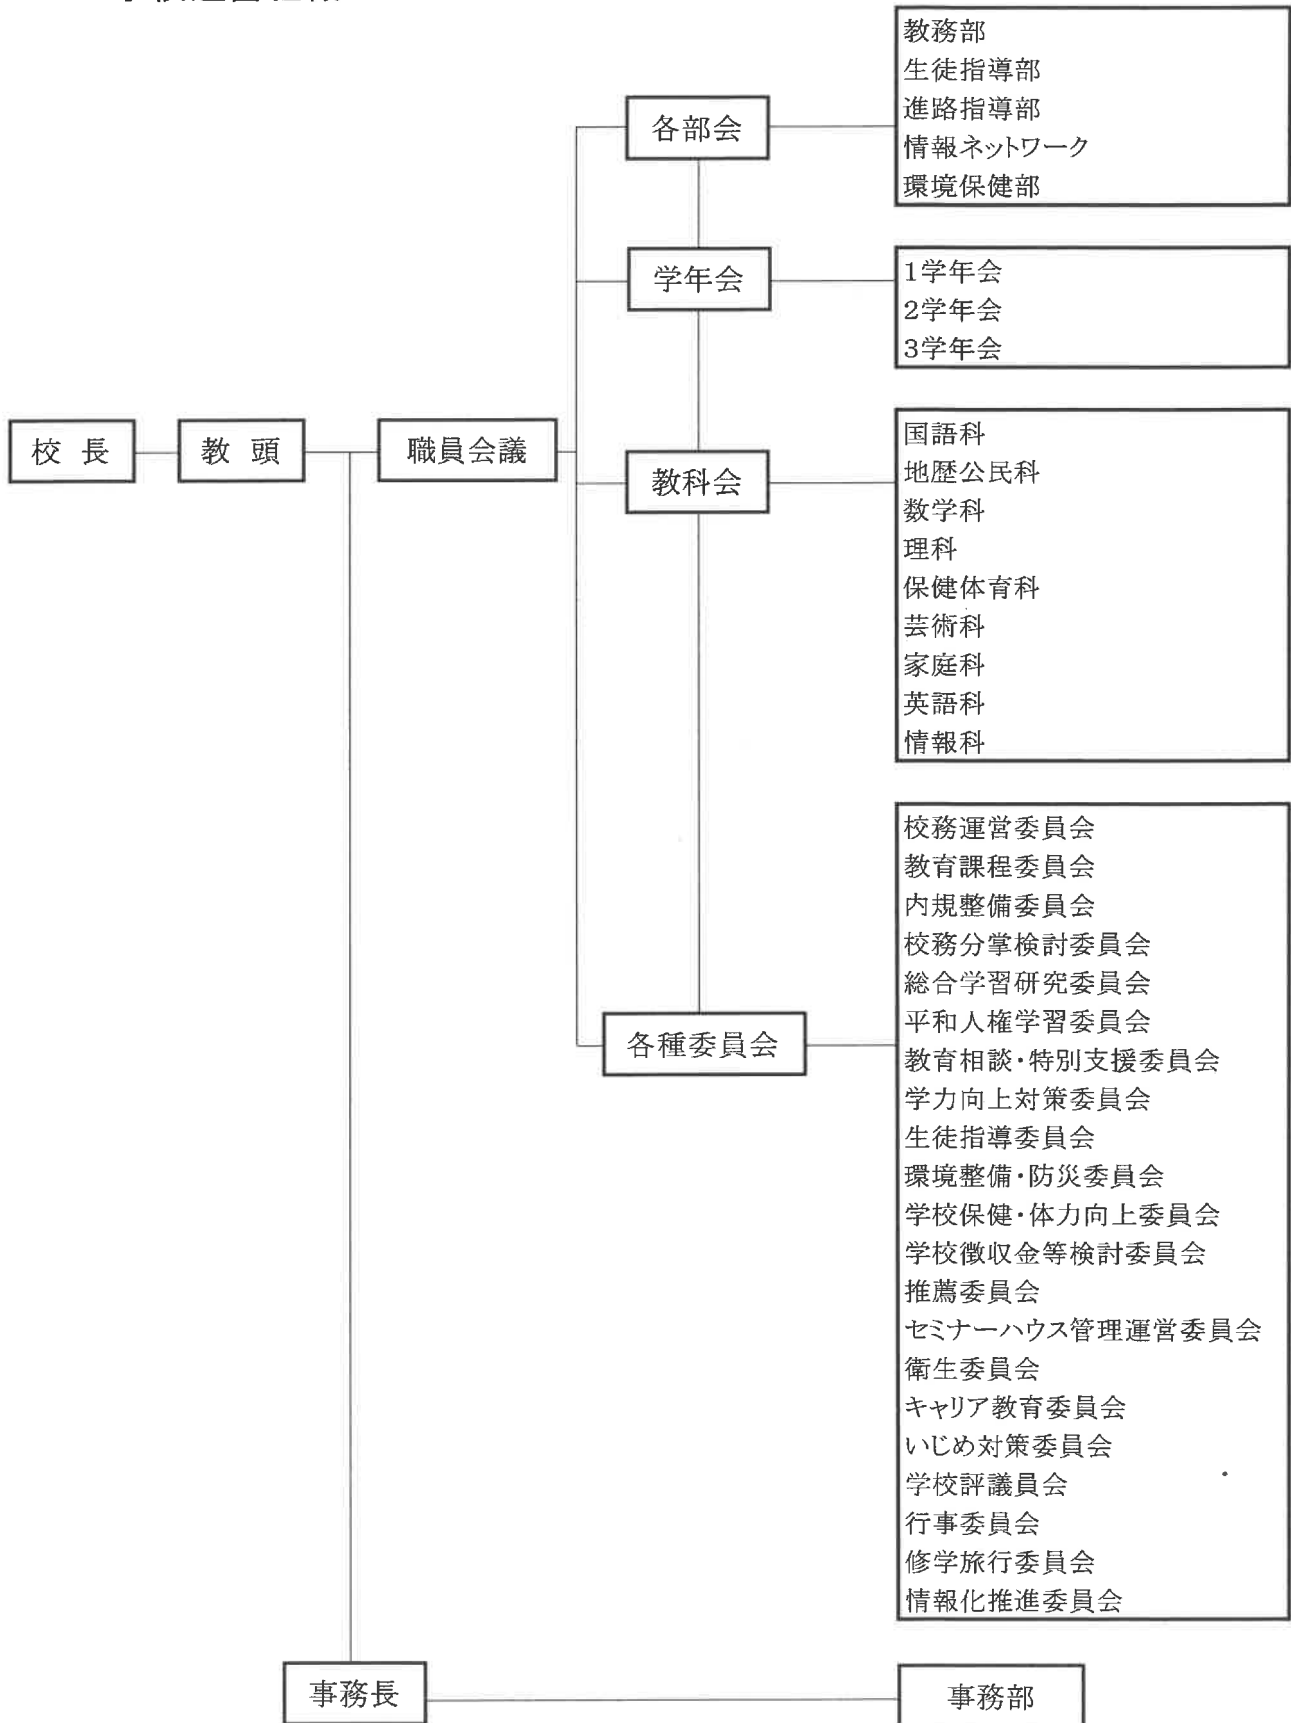 各部会
教務部
生徒指導部
進路指導部
情報ネットワーク
環境保健部
学年会
1学年会
2学年会
3学年会
校 長
教 頭
職員会議
教科会
国語科
地歴公民科
数学科
理科
保健体育科
芸術科
家庭科
英語科
情報科
各種委員会
校務運営委員会
教育課程委員会
内規整備委員会
校務分掌検討委員会
総合学習研究委員会
平和人権学習委員会
教育相談・特別支援委員会
学力向上対策委員会
生徒指導委員会
環境整備・防災委員会
学校保健・体力向上委員会
学校徴収金等検討委員会
推薦委員会
セミナーハウス管理運営委員会
衛生委員会
キャリア教育委員会
いじめ対策委員会
学校評議員会
行事委員会
修学旅行委員会
情報化推進委員会
事務長
事務部